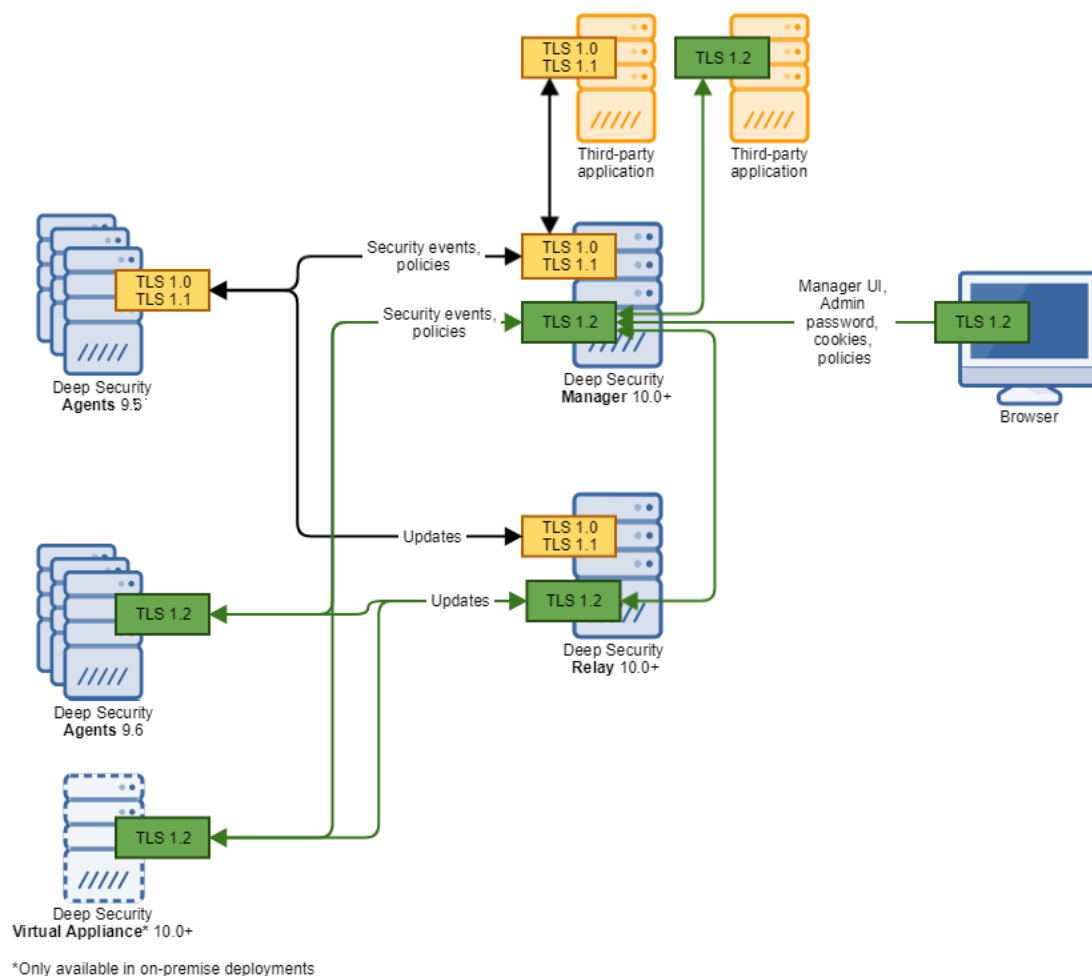 TLS 1.0
TLS 1.1
TLS 1.2
Third-party
application
Third-party
application
TLS 1.0
TLS 1.1
Deep Security
Agents 9.5
Security events,
policies
Security events,
policies
TLS 1.0
TLS 1.1
TLS 1.2
Deep Security
Manager 10.0+
Manager UI,
Admin
password,
cookies,
policies
TLS 1.2
Browser
Updates
Updates
TLS 1.0
TLS 1.1
TLS 1.2
Deep Security
Relay 10.0+
TLS 1.2
Deep Security
Agents 9.6
TLS 1.2
Deep Security
Virtual Appliance* 10.0+
*Only available in on-premise deployments